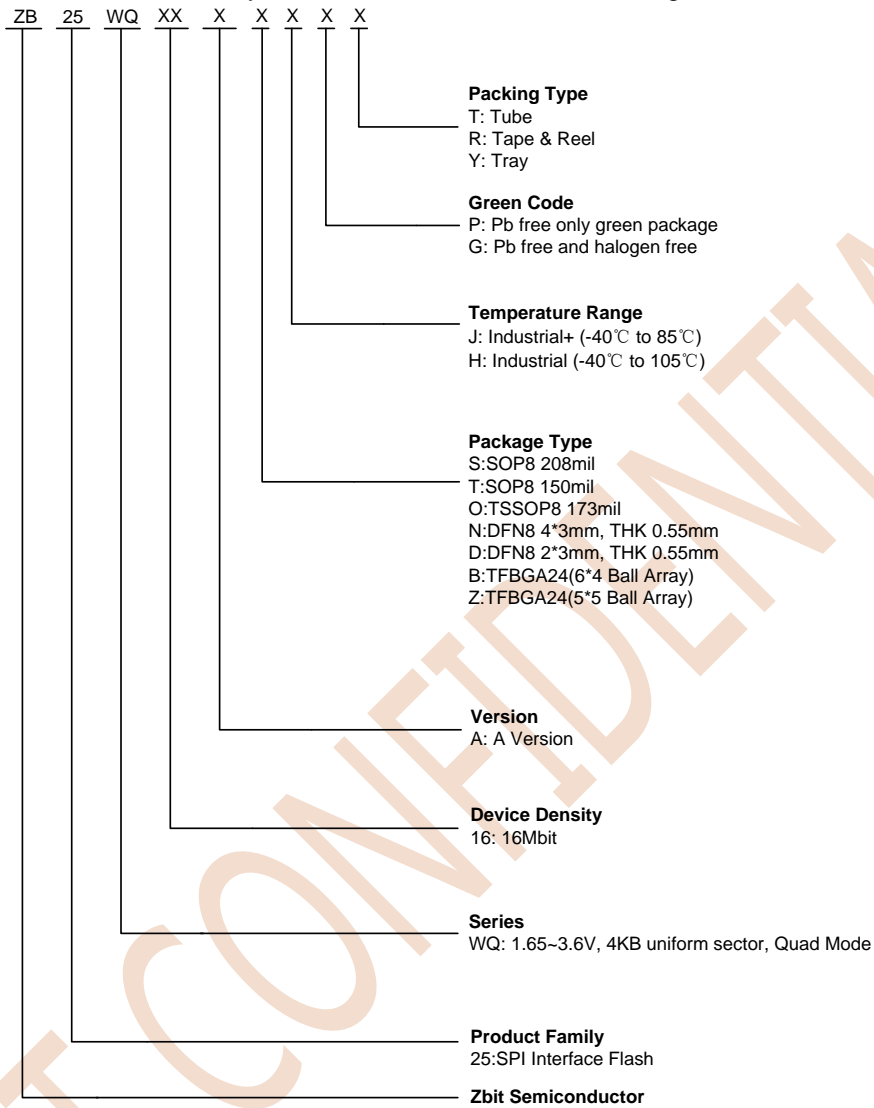 ZB 25 WQ XX X X X X X
Packing Type
T: Tube
R: Tape & Reel
Y: Tray
Green Code
P: Pb free only green package
G: Pb free and halogen free
Temperature Range
J: Industrial+ (-40℃ to 85℃)
H: Industrial (-40℃ to 105℃)
Package Type
S:SOP8 208mil
T:SOP8 150mil
O:TSSOP8 173mil
N:DFN8 4*3mm, THK 0.55mm
D:DFN8 2*3mm, THK 0.55mm
B:TFBGA24(6*4 Ball Array)
Z:TFBGA24(5*5 Ball Array)
Version
A: A Version
Device Density
16: 16Mbit
Series
WQ: 1.65~3.6V, 4KB uniform sector, Quad Mode
Product Family
25:SPI Interface Flash
Zbit Semiconductor
T CONFIDENTIA